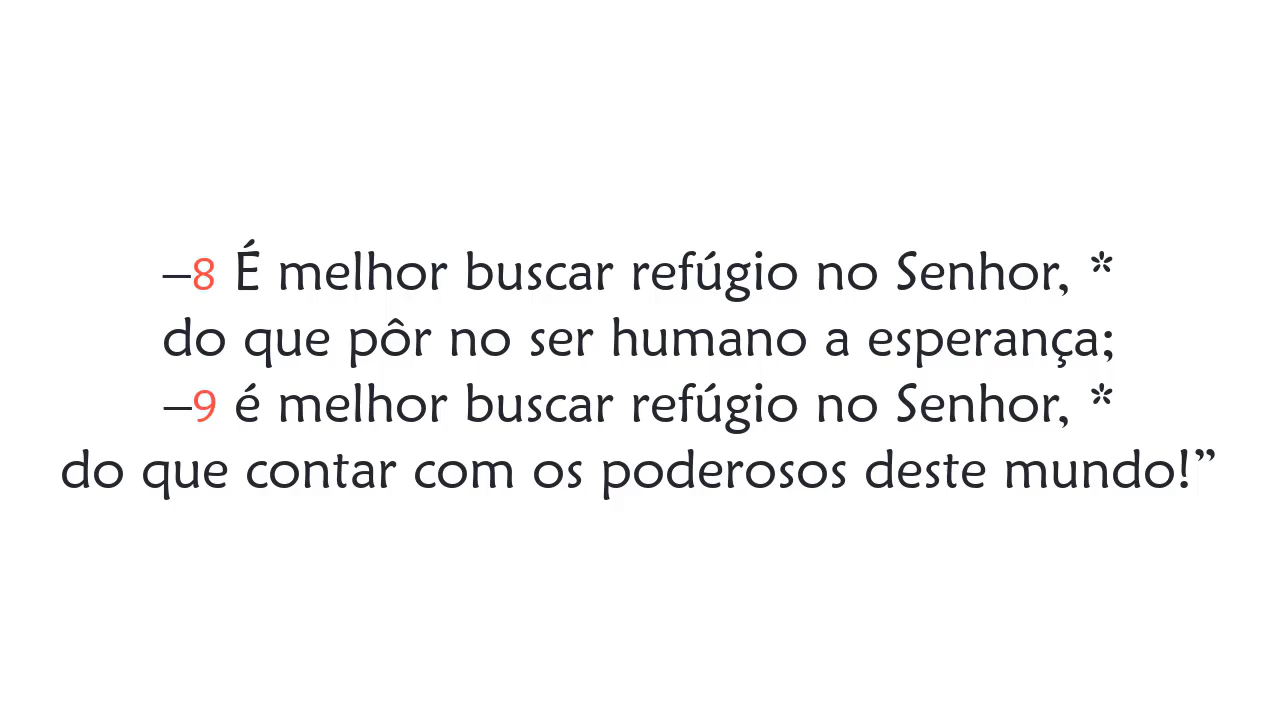 –8 É melhor buscar refúgio no Senhor, *
do que pôr no ser humano a esperança;
–9 é melhor buscar refúgio no Senhor, *
do que contar com os poderosos deste mundo!”